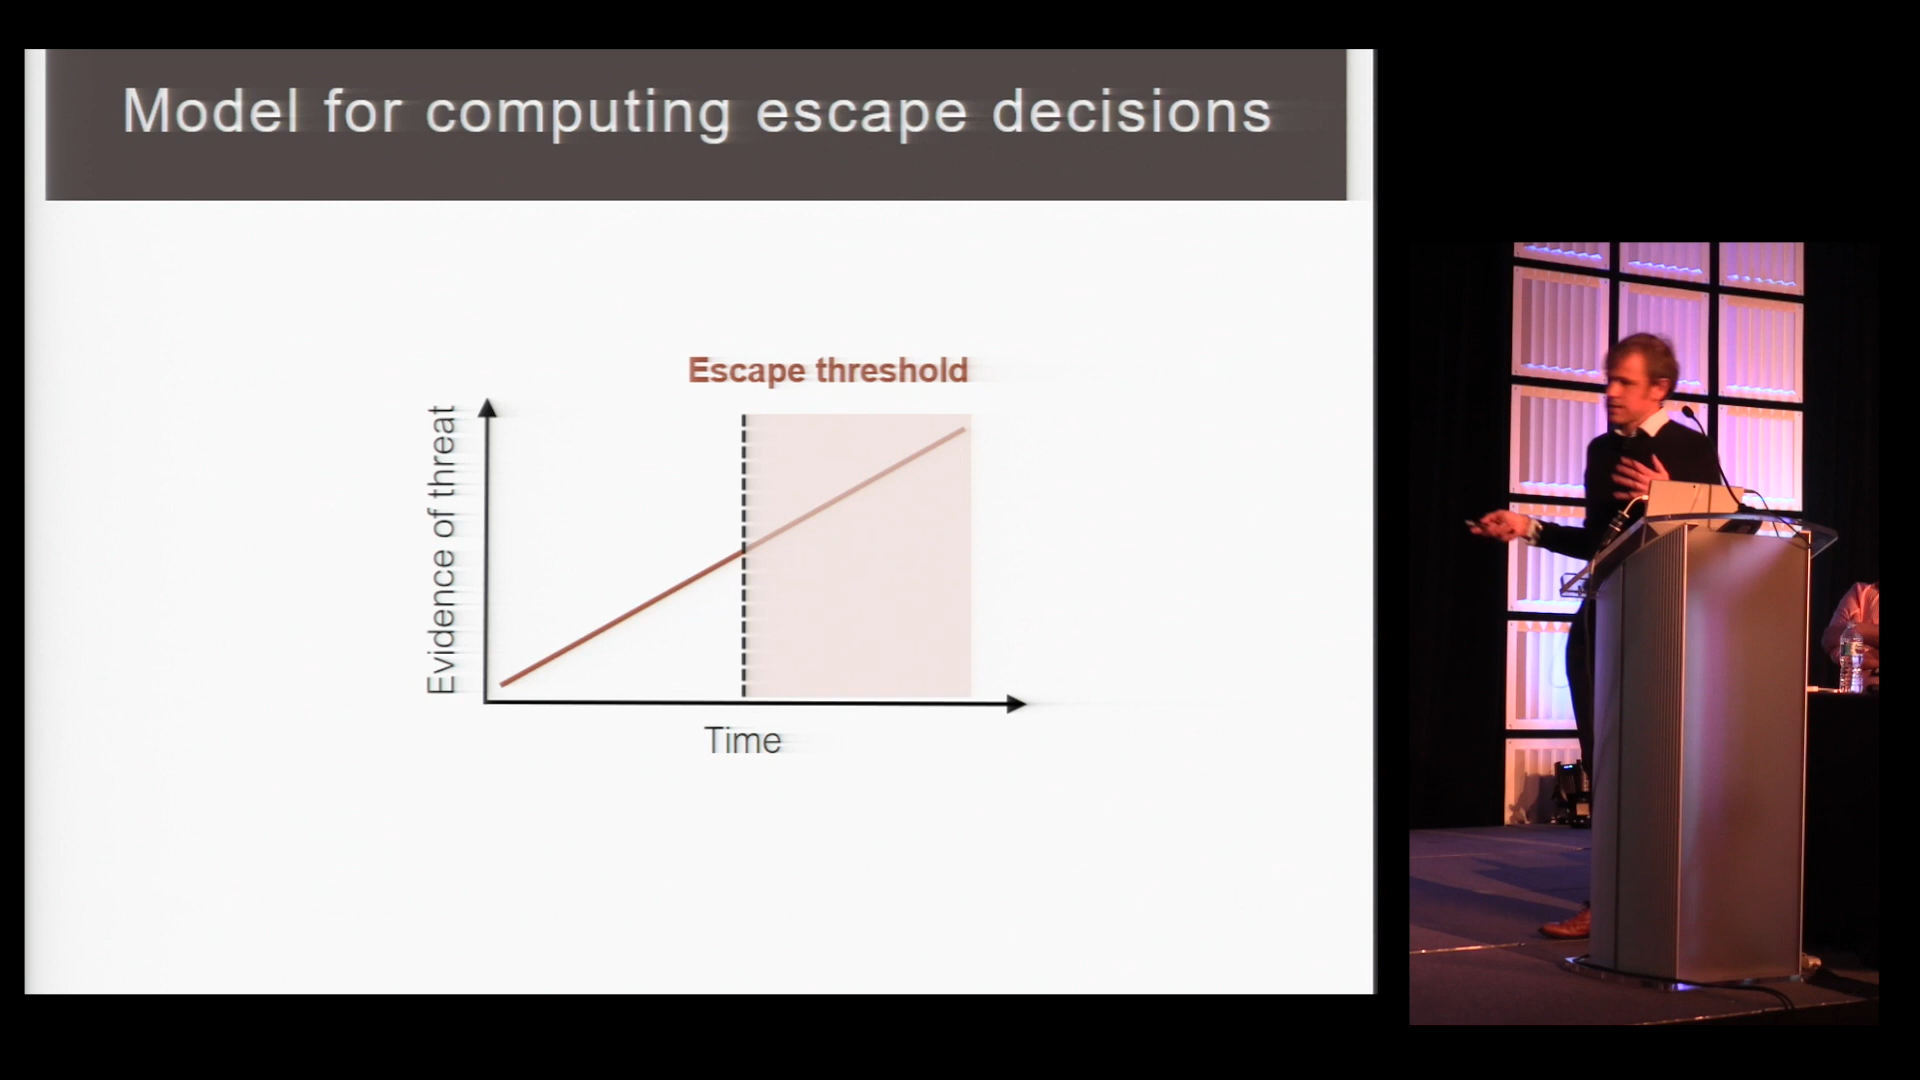 Model for computing escape decisions
Escape threshold
Evidence of threat
Time